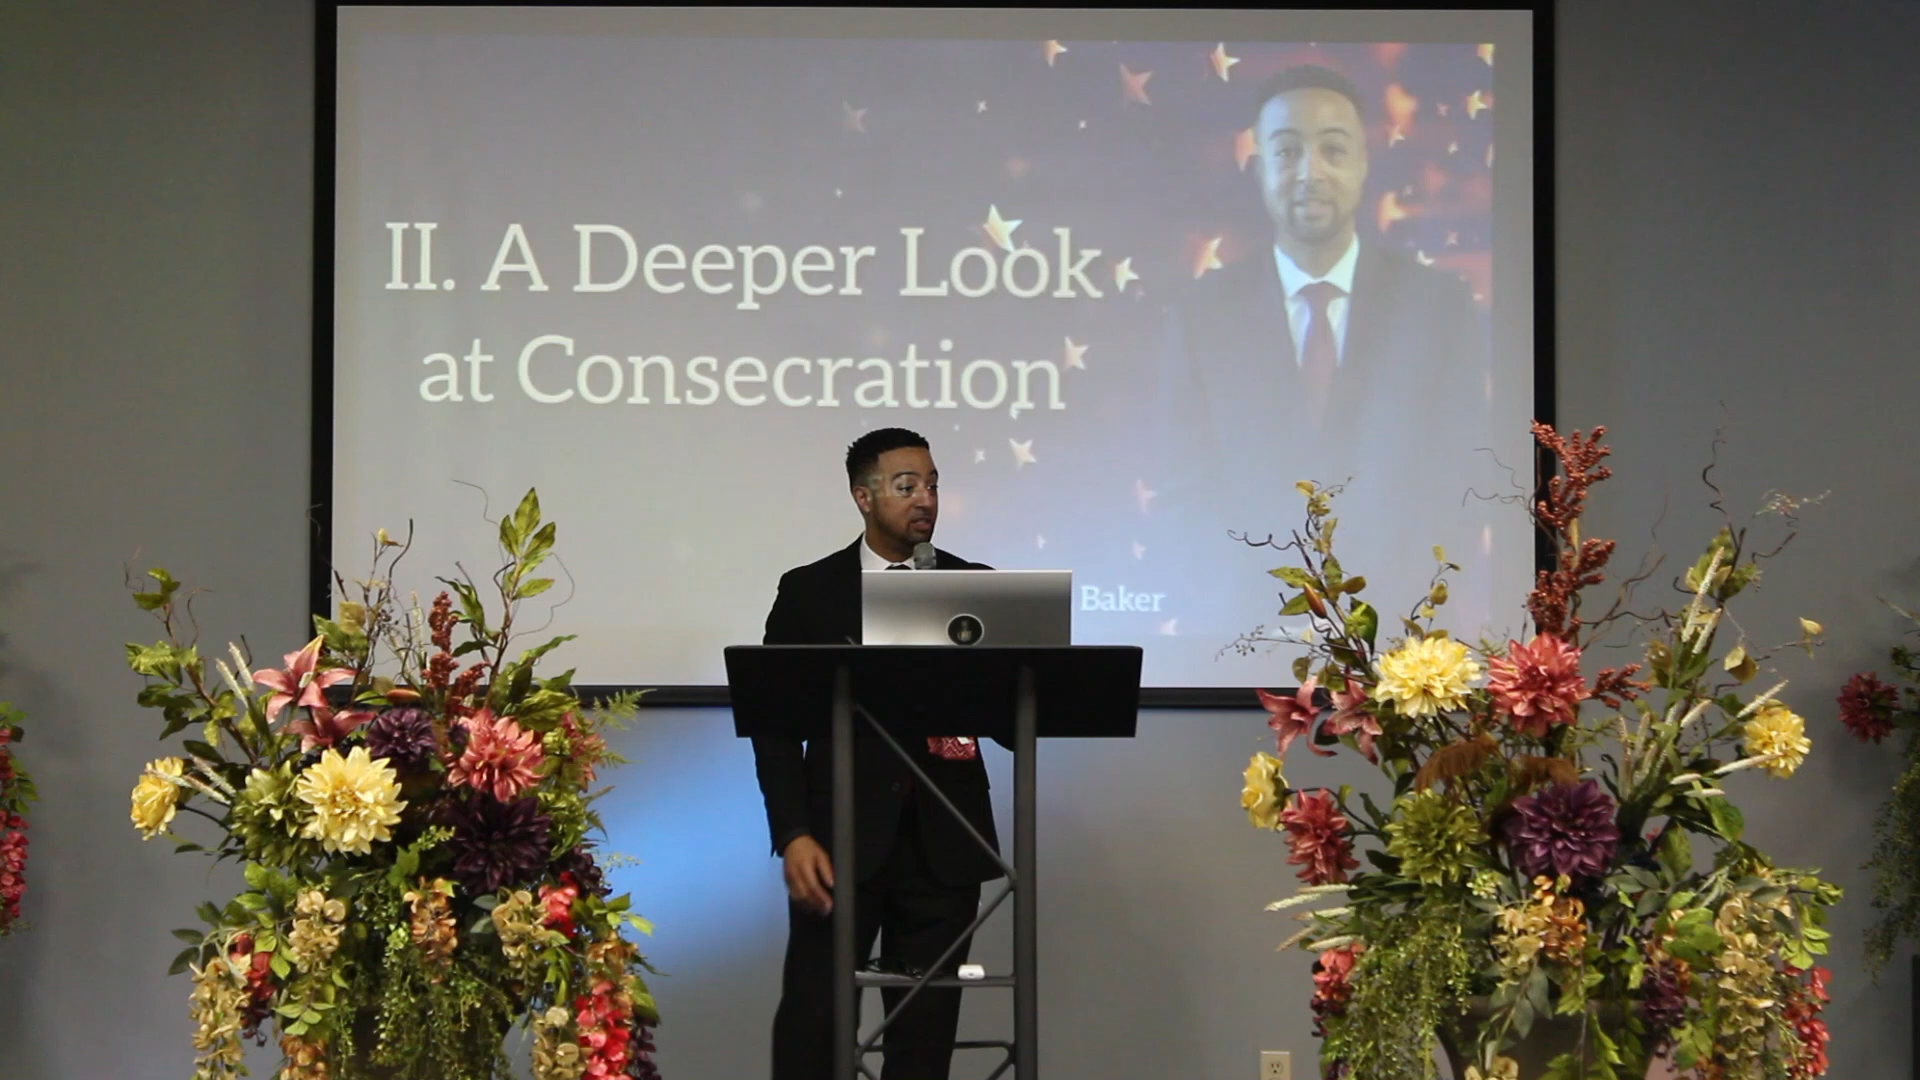 II. A Deeper Look
at Consecration
Baker